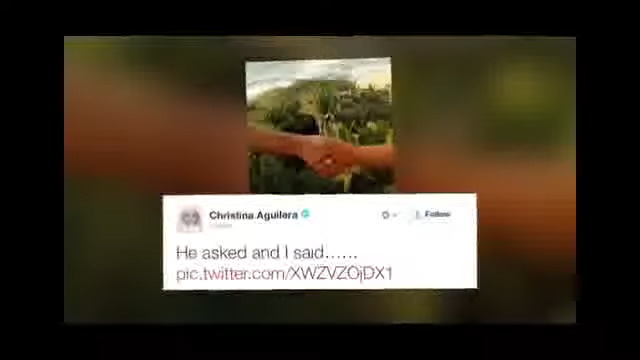 Christina Aguilera
Follow
He asked and I said......
pic.twitter.com/XWZVZOjDX1